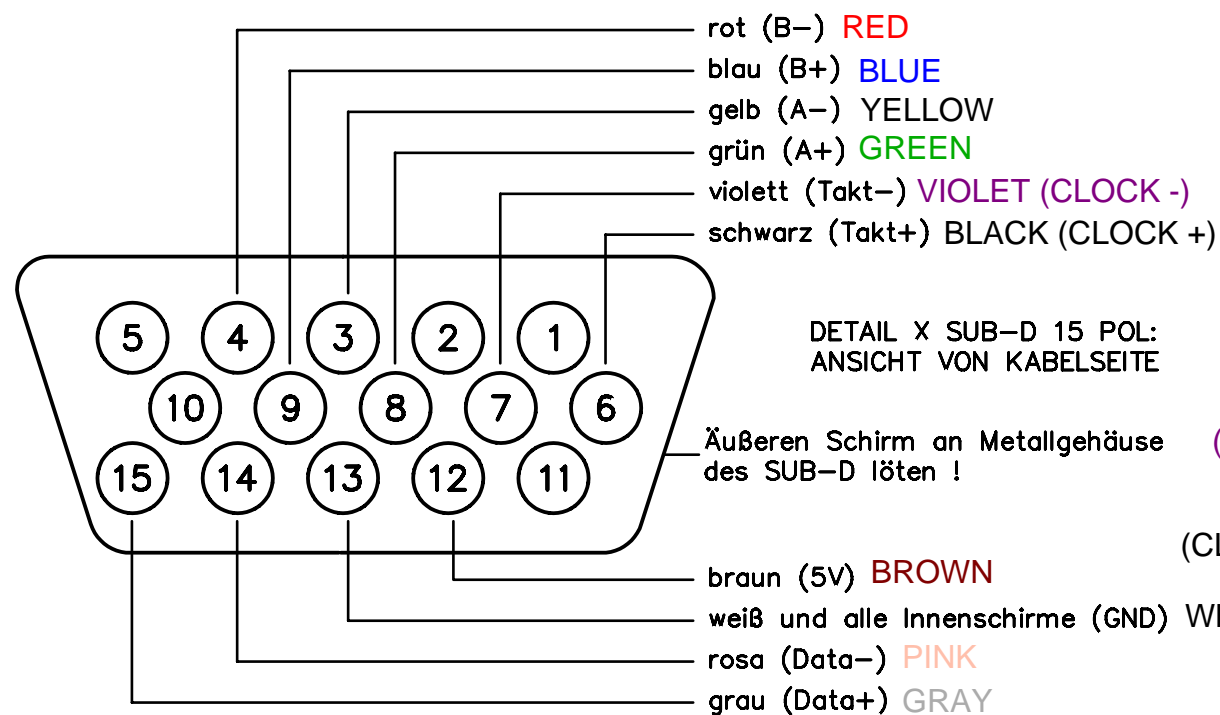 rot (B−) RED
blau (B+) BLUE
gelb (A−) YELLOW
grün (A+) GREEN
violett (Takt−) VIOLET (CLOCK -)
schwarz (Takt+) BLACK (CLOCK +)
5 4 3 2 1
DETAIL X SUB−D 15 POL:
ANSICHT VON KABELSEITE
10 9 8 7 6
Äußeren Schirm an Metallgehäuse (
des SUB−D löten !
15 14 13 12 11
braun (5V) BROWN
weiß und alle Innenschirme (GND)
rosa (Data−) PINK
grau (Data+) GRAY